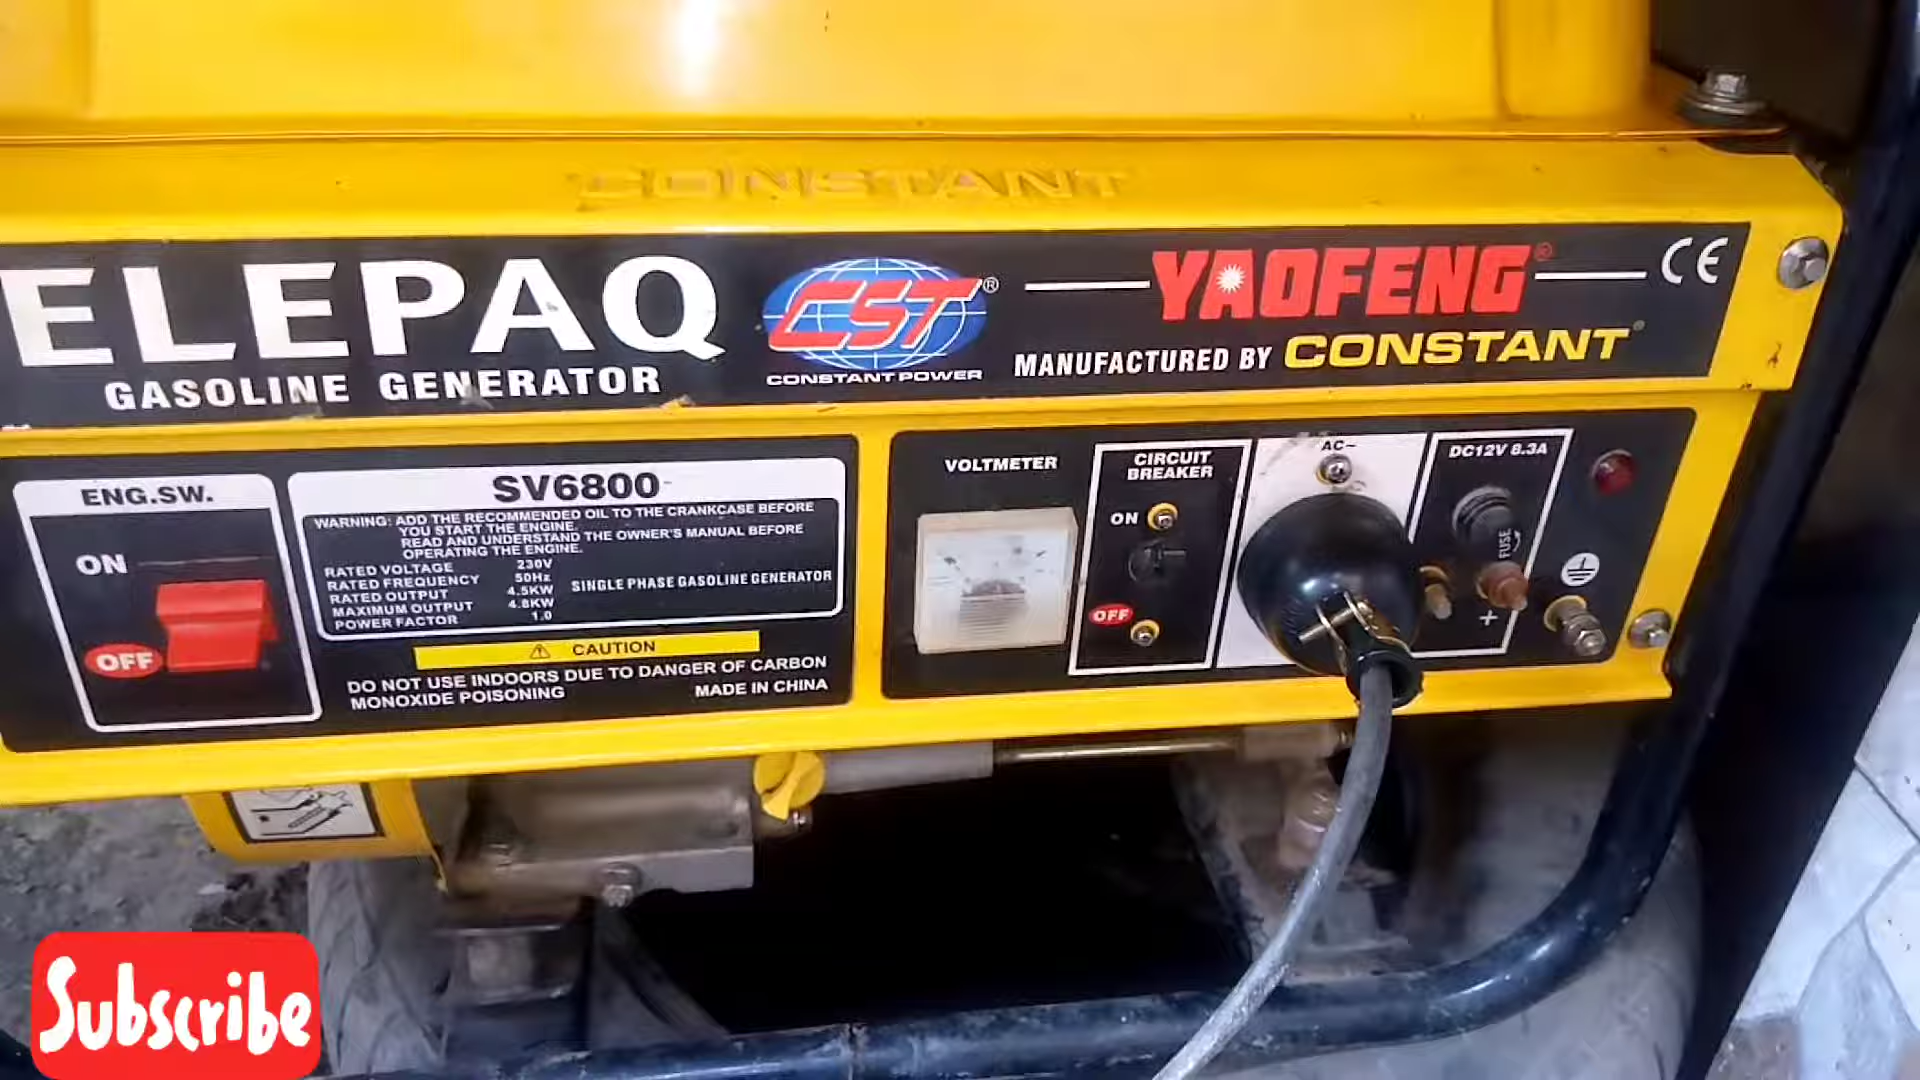 CONSTANT
ELEPAQ
GASOLINE GENERATOR
CST®
CONSTANT POWER
YAOFENG®
MANUFACTURED BY CONSTANT
CE
ENG.SW.
ON
OFF
SV6800
WARNING: ADD THE RECOMMENDED OIL TO THE CRANKCASE BEFORE
YOU START THE ENGINE.
READ AND UNDERSTAND THE OWNER'S MANUAL BEFORE
OPERATING THE ENGINE.
RATED VOLTAGE 230V
RATED FREQUENCY 50Hz
RATED OUTPUT 4.5KW
MAXIMUM OUTPUT 4.8KW
POWER FACTOR 1.0
SINGLE PHASE GASOLINE GENERATOR
CAUTION
DO NOT USE INDOORS DUE TO DANGER OF CARBON
MONOXIDE POISONING
MADE IN CHINA
VOLTMETER
CIRCUIT
BREAKER
ON
OFF
AC~
DC12V 8.3A
FUSE
+
Subscribe